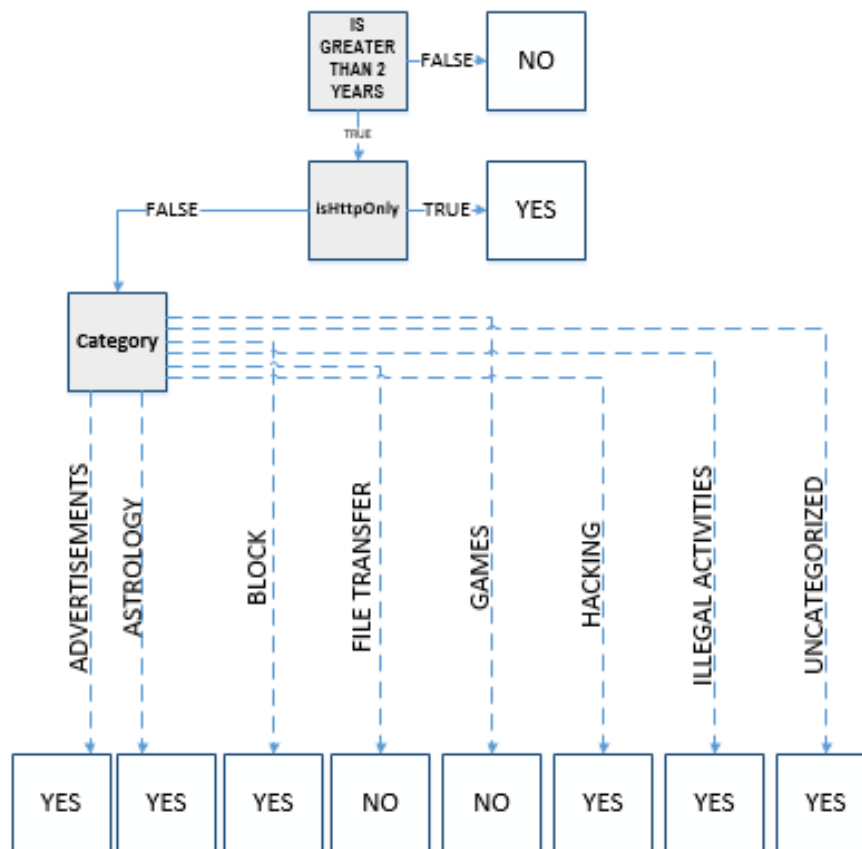 IS
GREATER
THAN 2
YEARS
FALSE
NO
TRUE
FALSE
isHttpOnly
TRUE
YES
Category
ADVERTISEMENTS
ASTROLOGY
BLOCK
FILE TRANSFER
GAMES
HACKING
ILLEGAL ACTIVITIES
UNCATEGORIZED
YES
YES
YES
NO
NO
YES
YES
YES